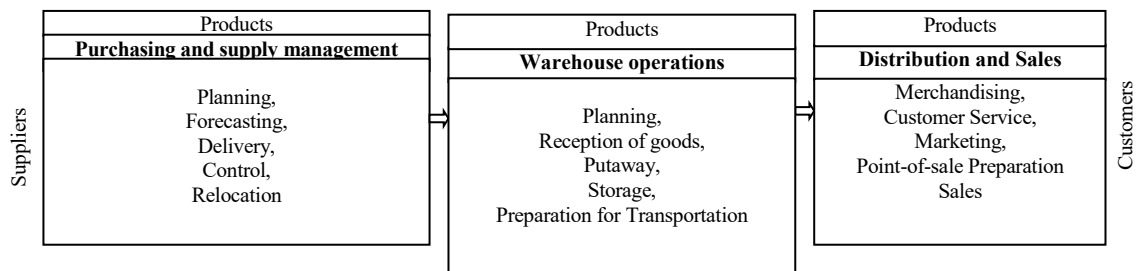 Suppliers
Products
Purchasing and supply management
Planning,
Forecasting,
Delivery,
Control,
Relocation
Products
Warehouse operations
Planning,
Reception of goods,
Putaway,
Storage,
Preparation for Transportation
Products
Distribution and Sales
Merchandising,
Customer Service,
Marketing,
Point-of-sale Preparation
Sales
Customers